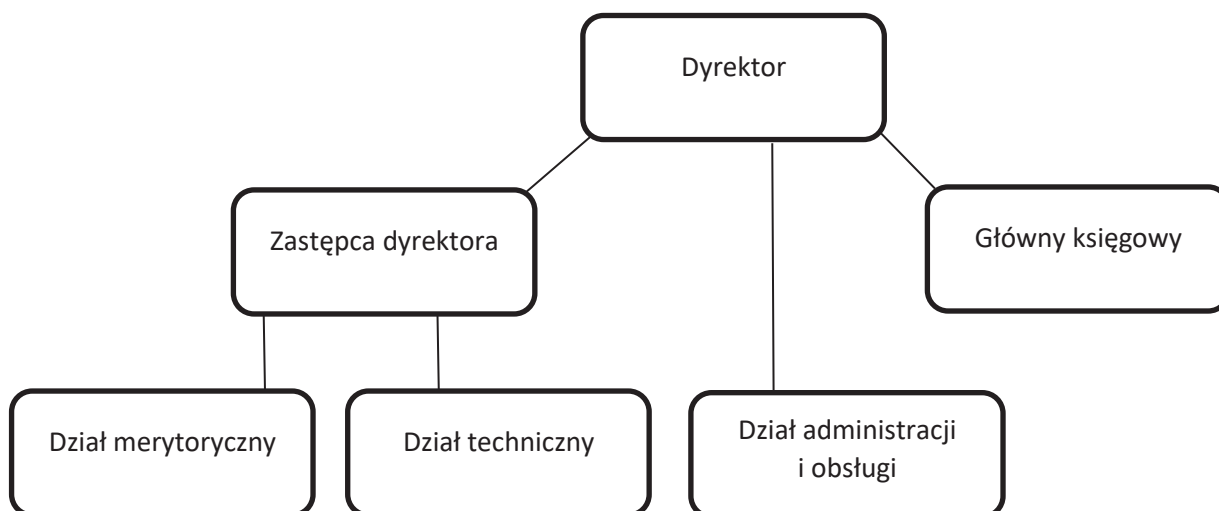 Dyrektor
Zastępca dyrektora
Główny księgowy
Dział merytoryczny
Dział techniczny
Dział administracji
i obsługi